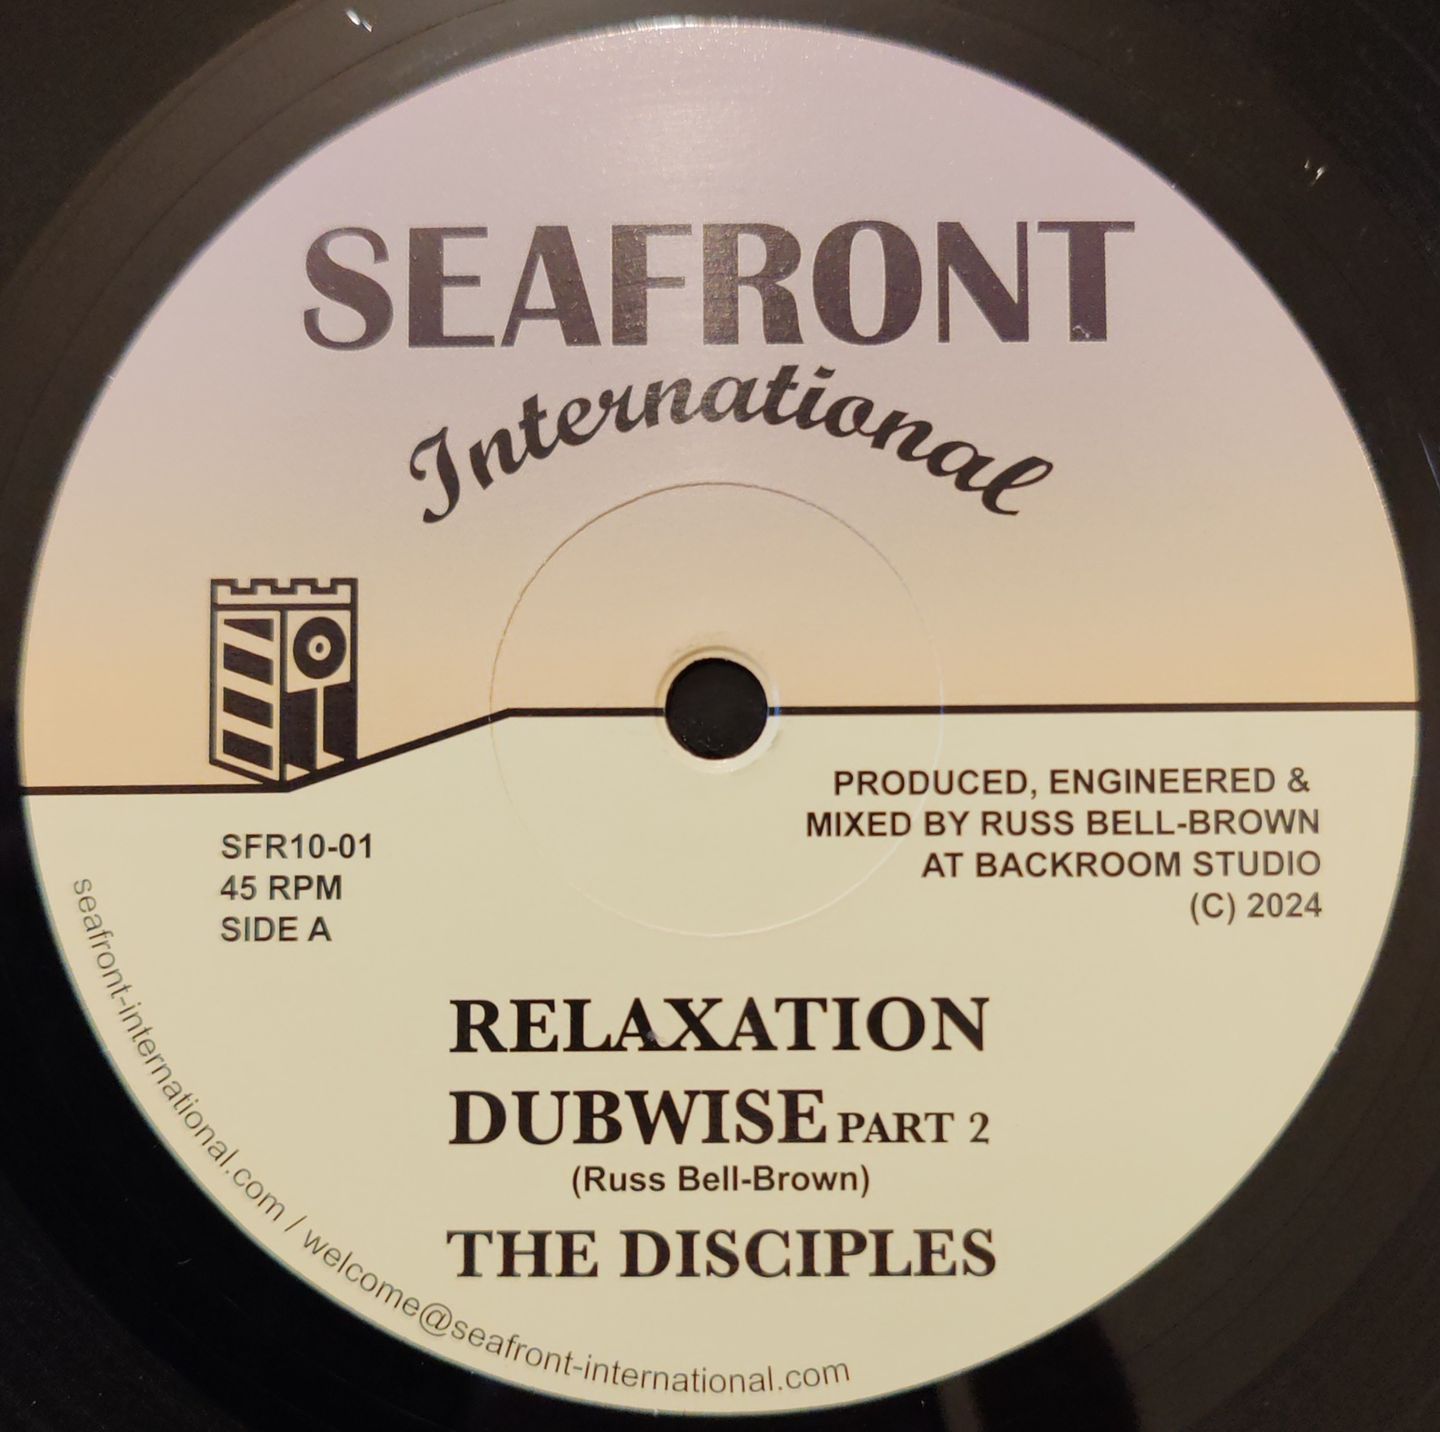 SEAFRONT
International
SFR10-01
45 RPM
SIDE A
PRODUCED, ENGINEERED &
MIXED BY RUSS BELL-BROWN
AT BACKROOM STUDIO
(C) 2024
RELAXATION
DUBWISE PART 2
(Russ Bell-Brown)
THE DISCIPLES
seafront-international.com / welcome@seafront-international.com